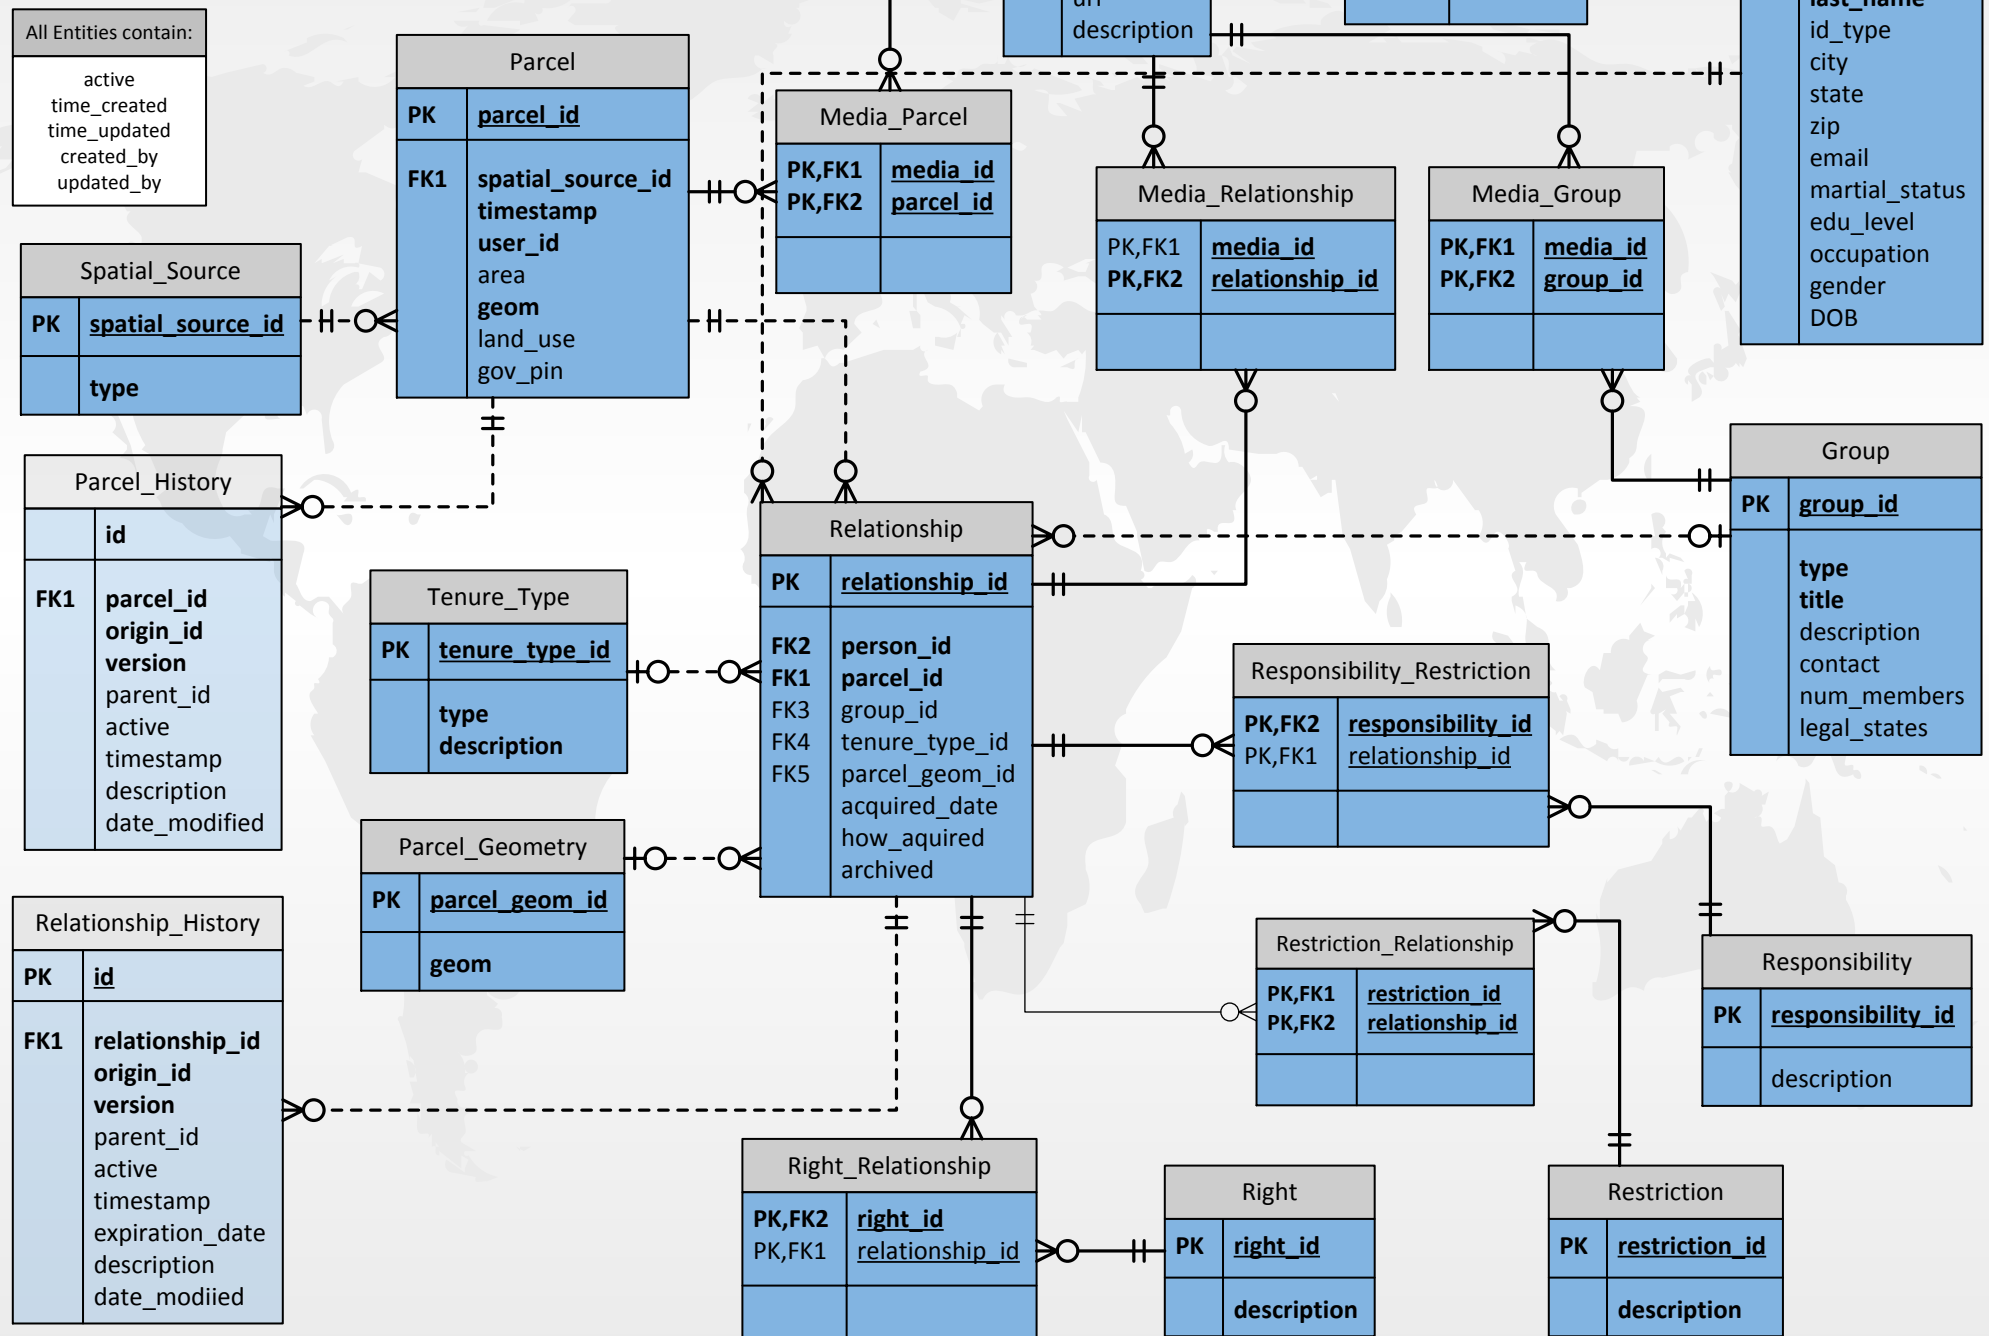 All Entities contain:
active
time_created
time_updated
created_by
updated_by
Parcel
PK parcel_id
FK1 spatial_source_id
timestamp
user_id
area
geom
land_use
gov_pin
Spatial_Source
PK spatial_source_id
type
Media_Parcel
PK,FK1 media_id
PK,FK2 parcel_id
url
description
Media_Relationship
PK,FK1 media_id
PK,FK2 relationship_id
Media_Group
PK,FK1 media_id
PK,FK2 group_id
last_name
id_type
city
state
zip
email
martial_status
edu_level
occupation
gender
DOB
Parcel_History
id
FK1 parcel_id
origin_id
version
parent_id
active
timestamp
description
date_modified
Tenure_Type
PK tenure_type_id
type
description
Parcel_Geometry
PK parcel_geom_id
geom
Relationship
PK relationship_id
FK2 person_id
FK1 parcel_id
FK3 group_id
FK4 tenure_type_id
FK5 parcel_geom_id
acquired_date
how_aquired
archived
Group
PK group_id
type
title
description
contact
num_members
legal_states
Responsibility_Restriction
PK,FK2 responsibility_id
PK,FK1 relationship_id
Relationship_History
PK id
FK1 relationship_id
origin_id
version
parent_id
active
timestamp
expiration_date
description
date_modiied
Restriction_Relationship
PK,FK1 restriction_id
PK,FK2 relationship_id
Responsibility
PK responsibility_id
description
Right_Relationship
PK,FK2 right_id
PK,FK1 relationship_id
Right
PK right_id
description
Restriction
PK restriction_id
description